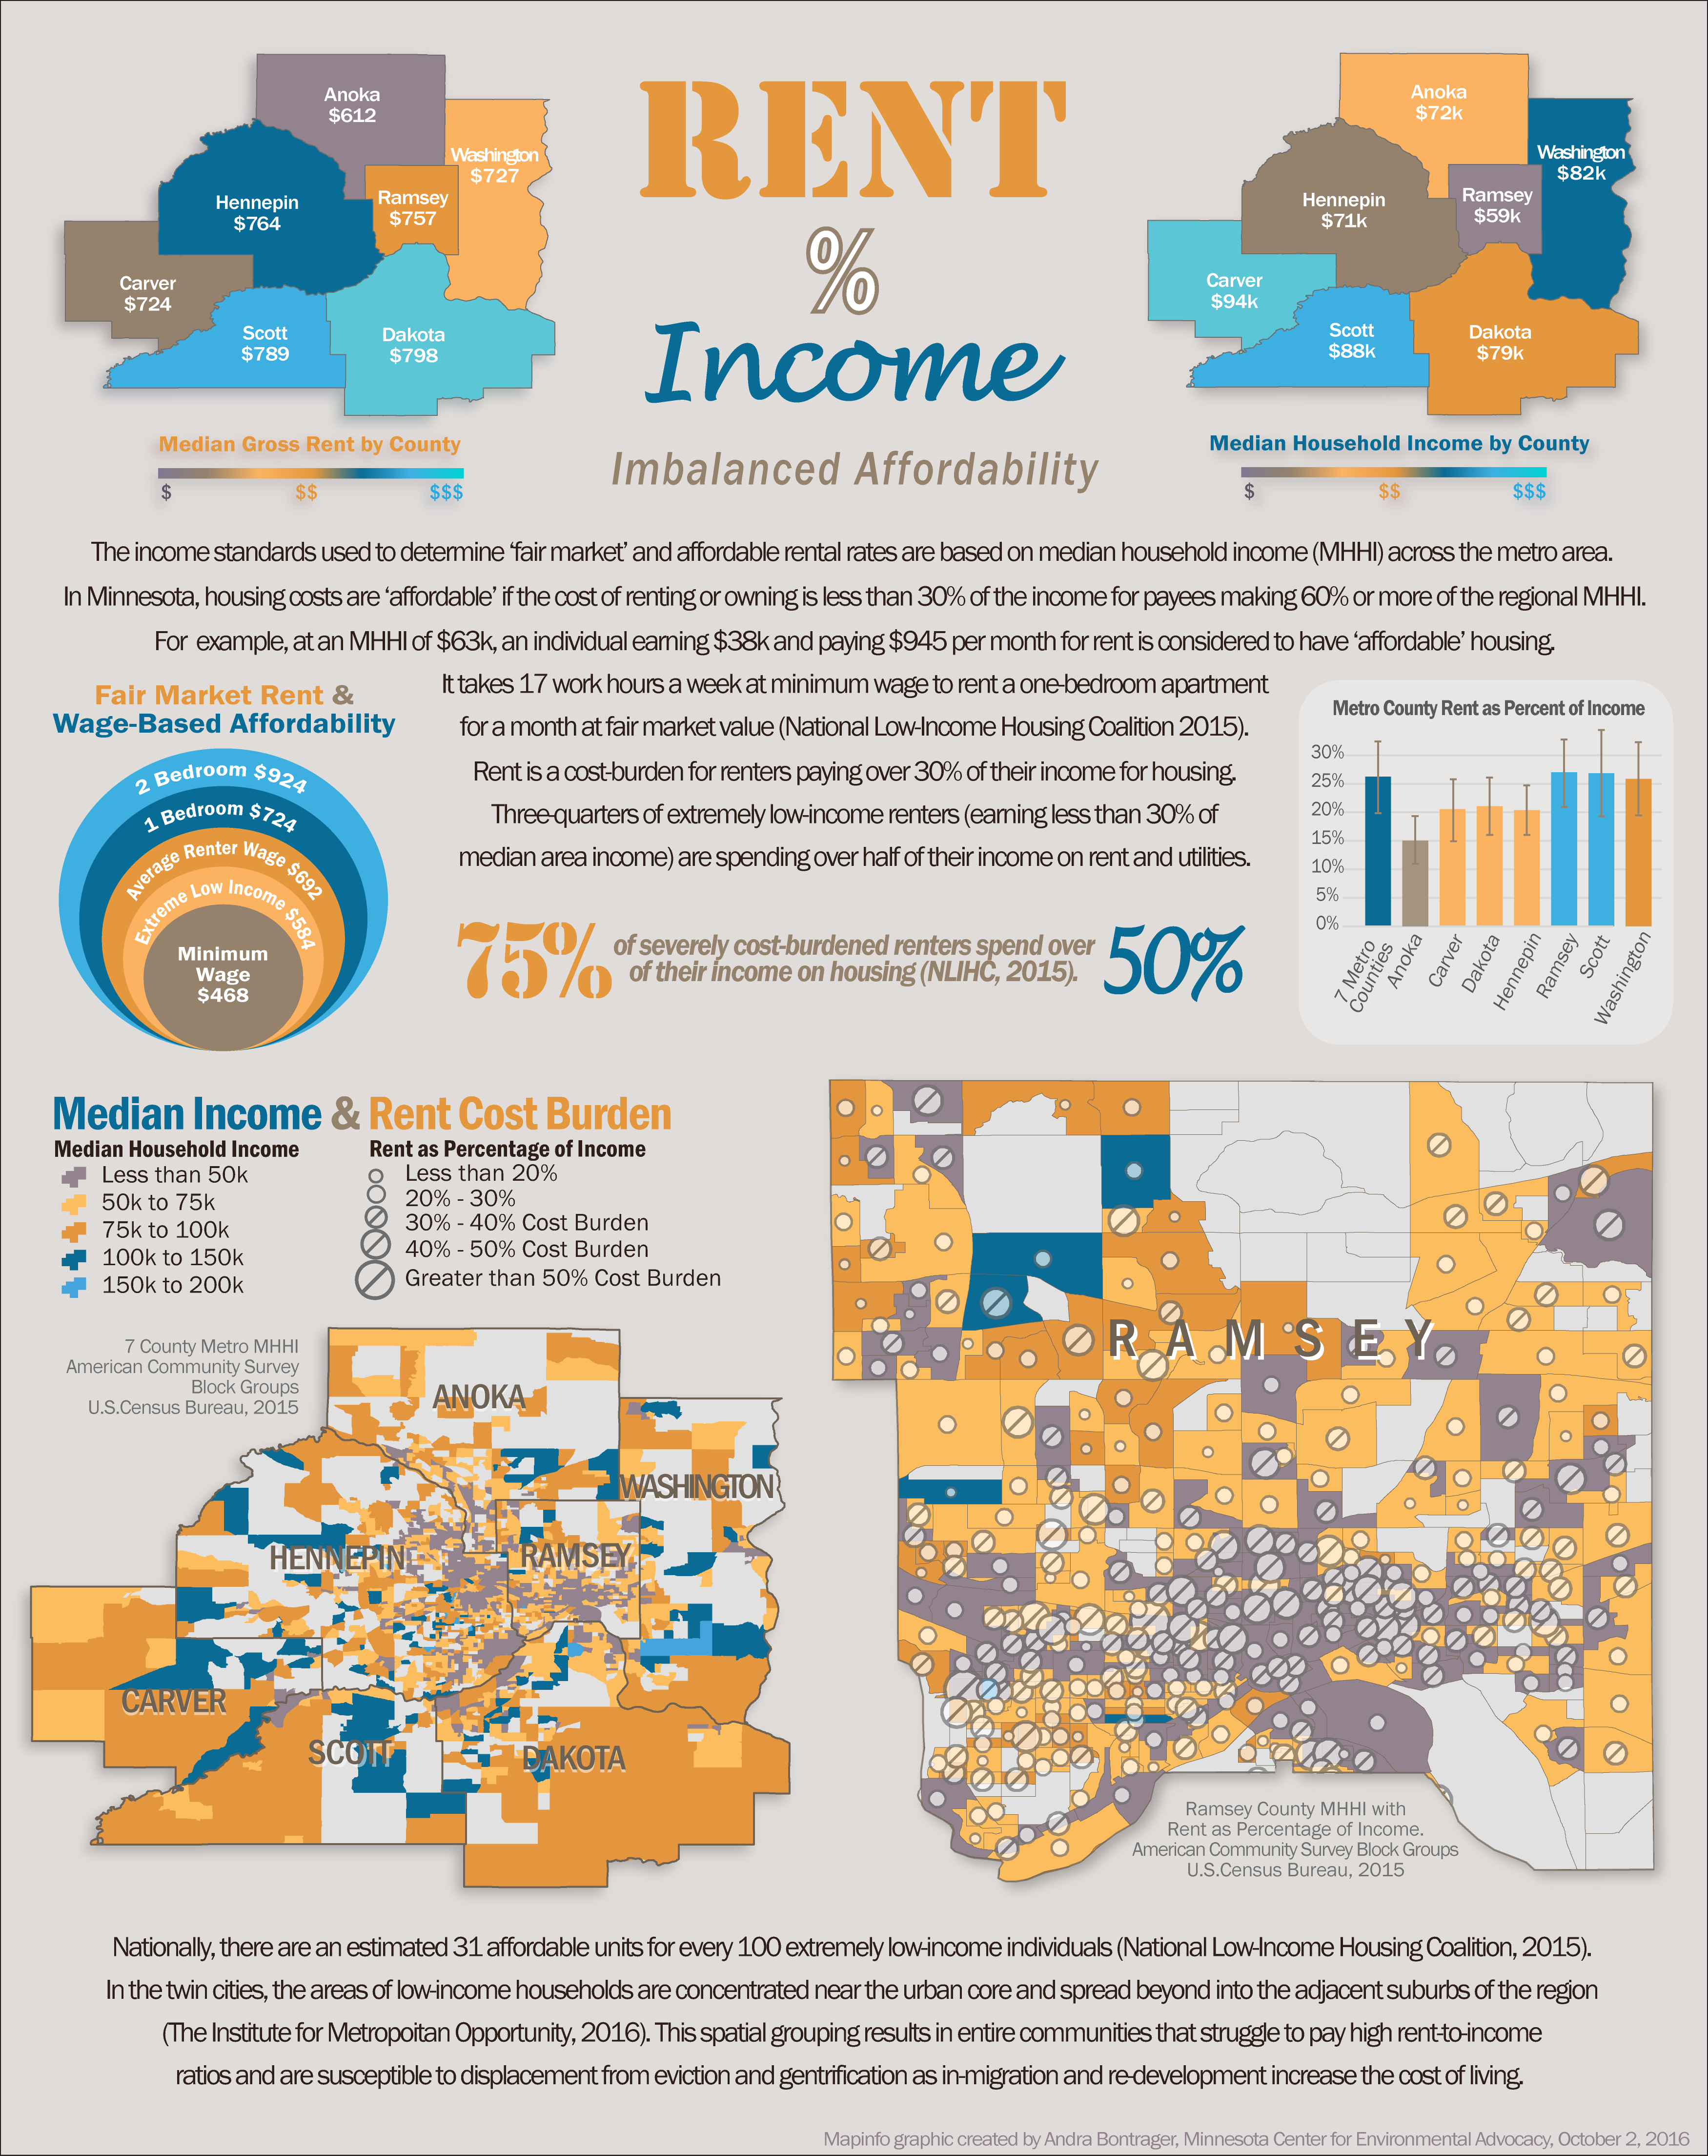 RENT
%
Income
Imbalanced Affordability
Anoka
$612
Washington
$727
Hennepin
$764
Ramsey
$757
Carver
$724
Scott
$789
Dakota
$798
Median Gross Rent by County
$ $$ $$$
Anoka
$72k
Washington
$82k
Hennepin
$71k
Ramsey
$59k
Carver
$94k
Scott
$88k
Dakota
$79k
Median Household Income by County
$ $$ $$$
The income standards used to determine ‘fair market’ and affordable rental rates are based on median household income (MHHI) across the metro area.
In Minnesota, housing costs are ‘affordable’ if the cost of renting or owning is less than 30% of the income for payees making 60% or more of the regional MHHI.
For example, at an MHHI of $63k, an individual earning $38k and paying $945 per month for rent is considered to have ‘affordable’ housing.
It takes 17 work hours a week at minimum wage to rent a one-bedroom apartment
for a month at fair market value (National Low-Income Housing Coalition 2015).
Rent is a cost-burden for renters paying over 30% of their income for housing.
Three-quarters of extremely low-income renters (earning less than 30% of
median area income) are spending over half of their income on rent and utilities.
Fair Market Rent &
Wage-Based Affordability
2 Bedroom $924
1 Bedroom $724
Average Renter Wage $692
Extreme Low Income $584
Minimum
Wage
$468
75% of severely cost-burdened renters spend over 50%
of their income on housing (NLIHC, 2015).
Metro County Rent as Percent of Income
30%
25%
20%
15%
10%
5%
0%
7 Metro
Counties
Anoka
Carver
Dakota
Hennepin
Ramsey
Scott
Washington
Median Income & Rent Cost Burden
Median Household Income
Less than 50k
50k to 75k
75k to 100k
100k to 150k
150k to 200k
Rent as Percentage of Income
Less than 20%
20% - 30%
30% - 40% Cost Burden
40% - 50% Cost Burden
Greater than 50% Cost Burden
7 County Metro MHHI
American Community Survey
Block Groups
U.S.Census Bureau, 2015
ANOKA
WASHINGTON
HENNEPIN
RAMSEY
CARVER
SCOTT
DAKOTA
RAMSEY
Ramsey County MHHI with
Rent as Percentage of Income.
American Community Survey Block Groups
U.S.Census Bureau, 2015
Nationally, there are an estimated 31 affordable units for every 100 extremely low-income individuals (National Low-Income Housing Coalition, 2015).
In the twin cities, the areas of low-income households are concentrated near the urban core and spread beyond into the adjacent suburbs of the region
(The Institute for Metropoitan Opportunity, 2016). This spatial grouping results in entire communities that struggle to pay high rent-to-income
ratios and are susceptible to displacement from eviction and gentrification as in-migration and re-development increase the cost of living.
Mapinfo graphic created by Andra Bontrager, Minnesota Center for Environmental Advocacy, October 2, 2016